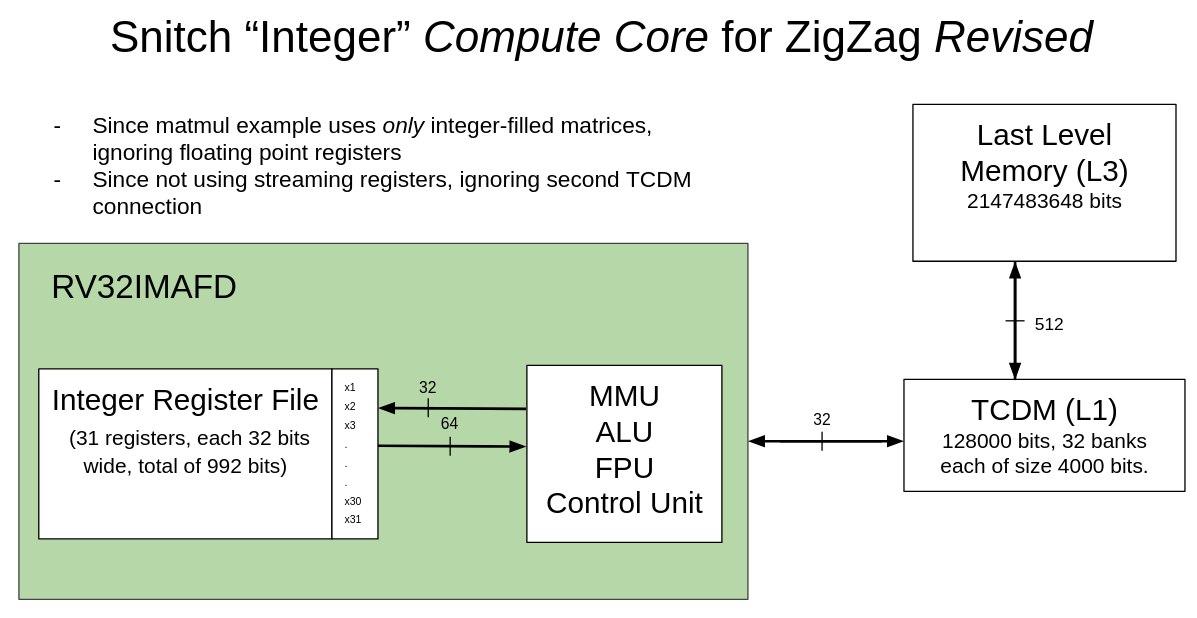 Snitch “Integer” Compute Core for ZigZag Revised
- Since matmul example uses only integer-filled matrices,
ignoring floating point registers
- Since not using streaming registers, ignoring second TCDM
connection
Last Level
Memory (L3)
2147483648 bits
512
RV32IMAFD
Integer Register File
(31 registers, each 32 bits
wide, total of 992 bits)
x1
x2
x3
.
.
.
x30
x31
32
64
MMU
ALU
FPU
Control Unit
32
TCDM (L1)
128000 bits, 32 banks
each of size 4000 bits.